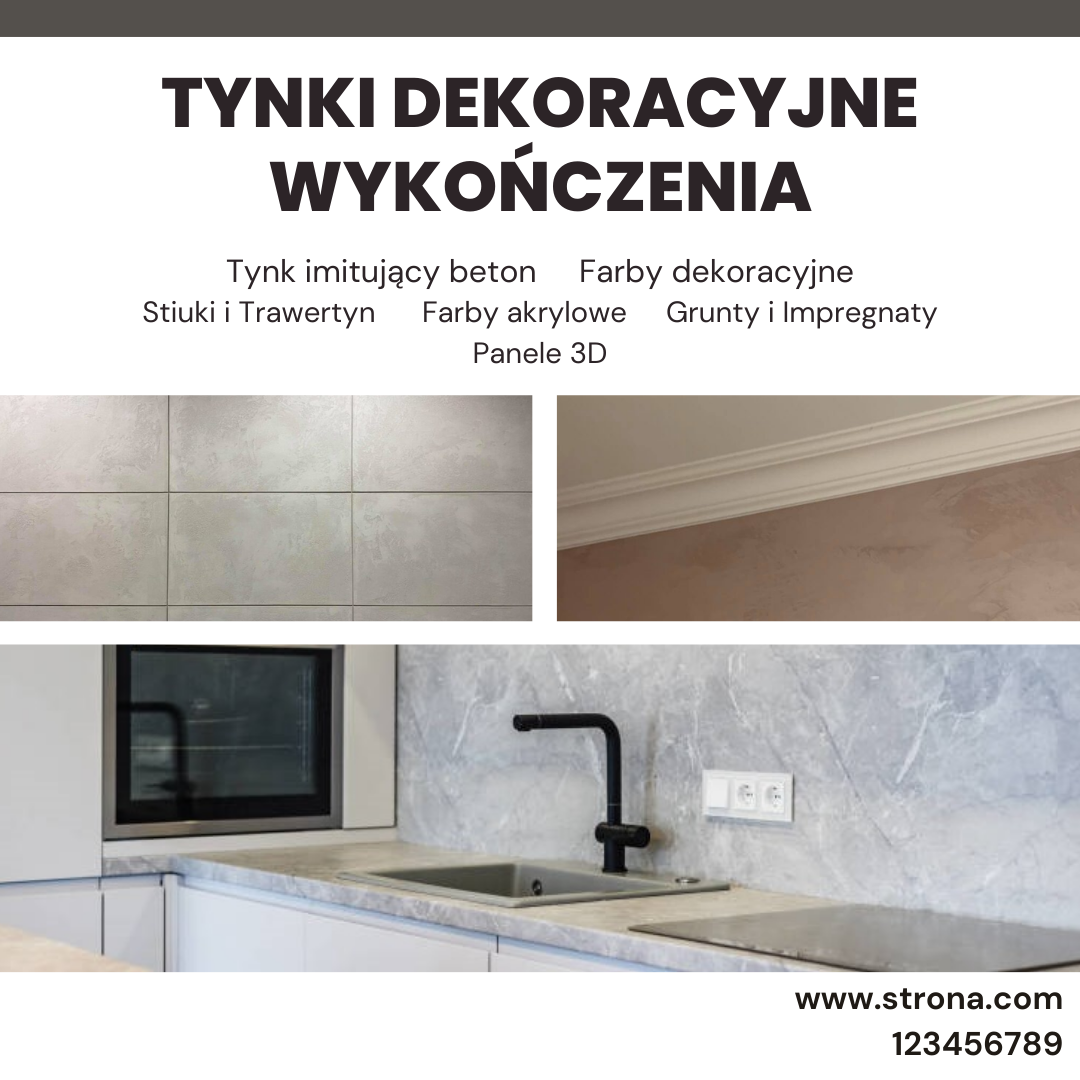 TYNKI DEKORACYJNE
WYKOŃCZENIA
Tynk imitujący beton Farby dekoracyjne
Stiuki i Trawertyn Farby akrylowe Grunty i Impregnaty
Panele 3D
www.strona.com
123456789